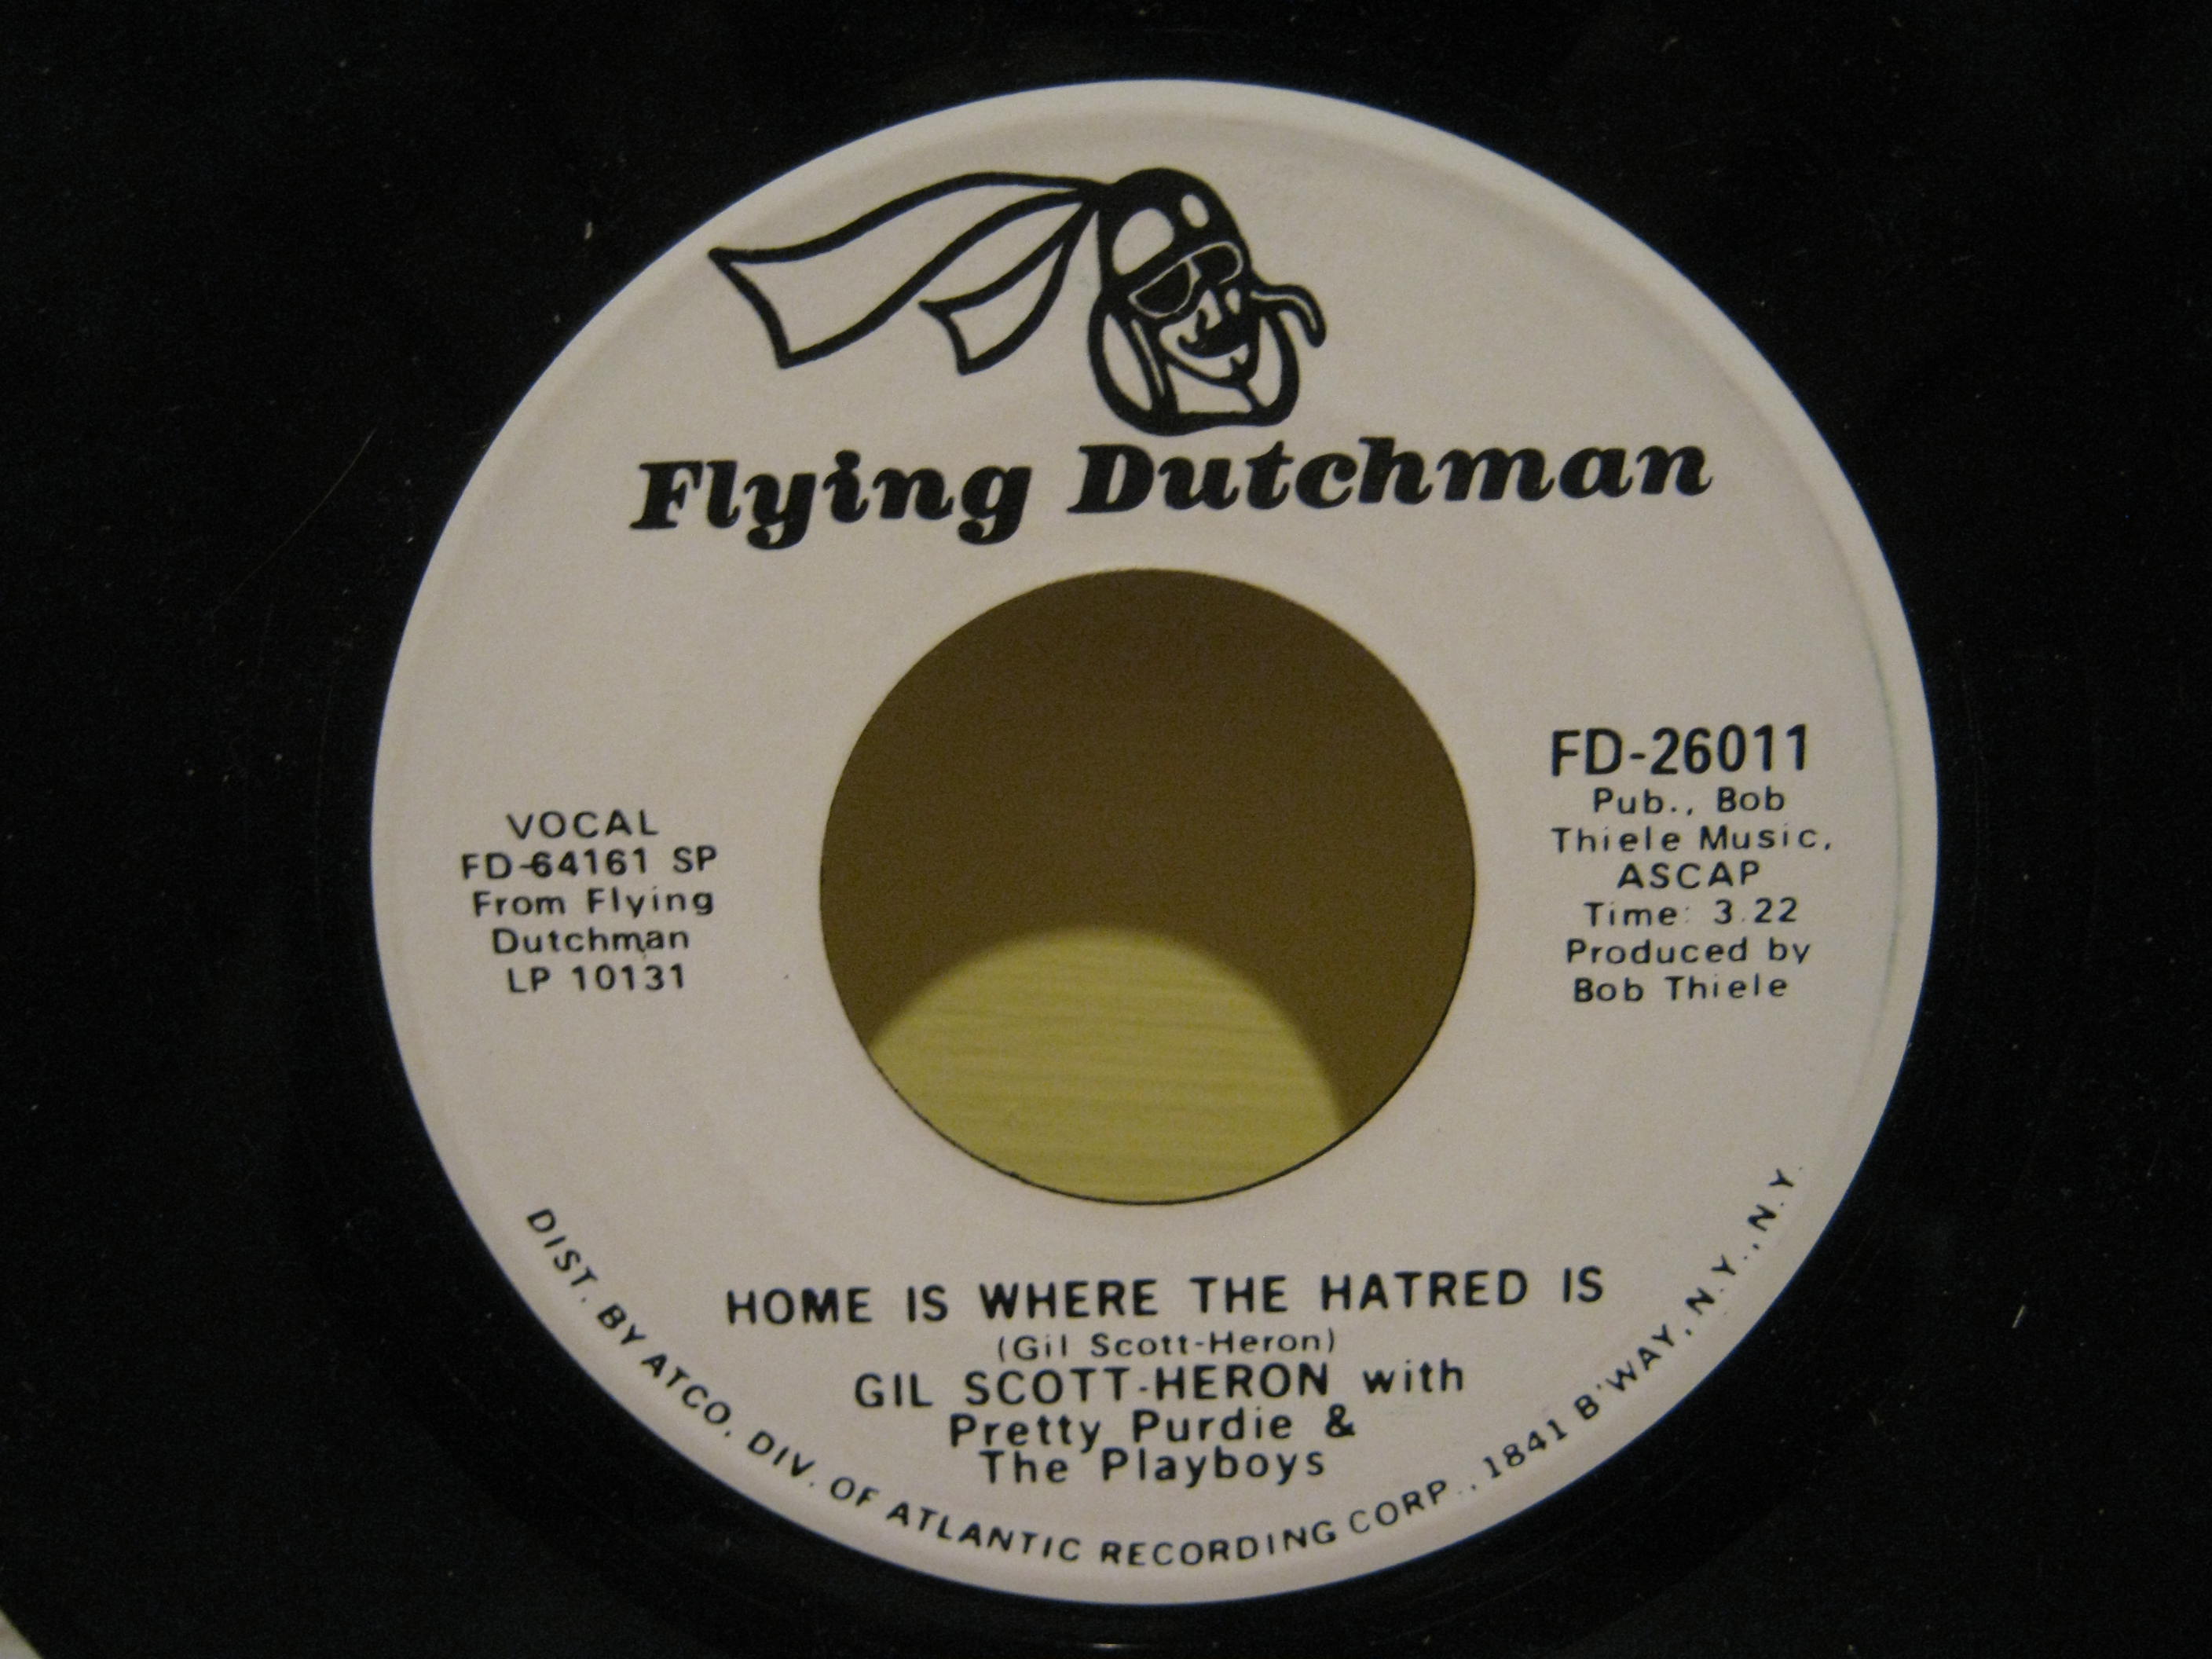 Flying Dutchman
VOCAL
FD-64161 SP
From Flying
Dutchman
LP 10131
FD-26011
Pub., Bob
Thiele Music,
ASCAP
Time: 3.22
Produced by
Bob Thiele
HOME IS WHERE THE HATRED IS
(Gil Scott-Heron)
GIL SCOTT-HERON with
Pretty Purdie &
The Playboys
DIST. BY ATCO, DIV. OF ATLANTIC RECORDING CORP., 1841 B'WAY, N.Y., N.Y.